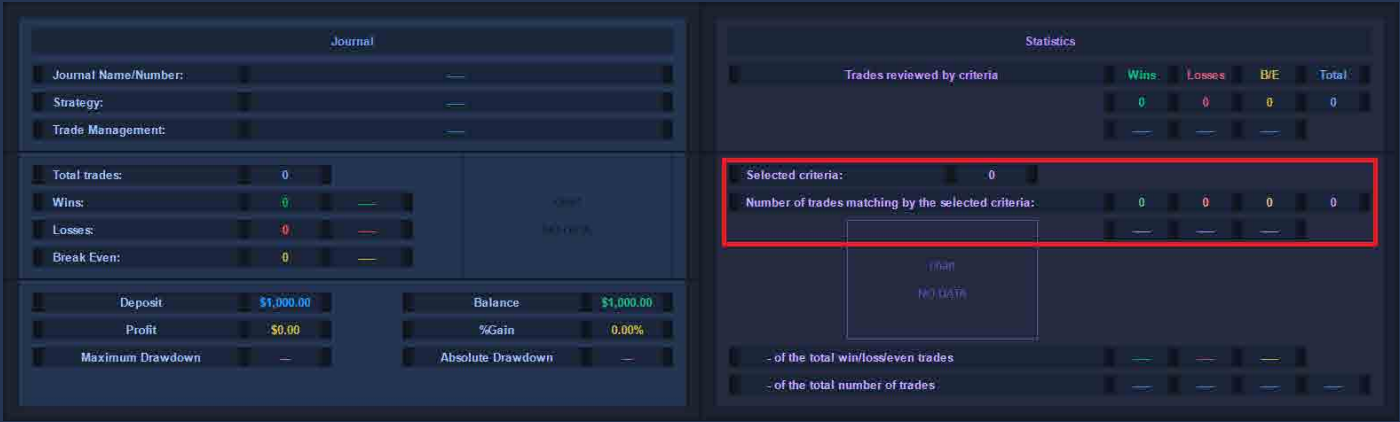 Journal
Journal Name/Number: —
Strategy: —
Trade Management: —
Total trades: 0
Wins: 0 —
Losses: 0 —
Break Even: 0 —
chart
NO DATA
Deposit $1,000.00 Balance $1,000.00
Profit $0.00 %Gain 0.00%
Maximum Drawdown — Absolute Drawdown —
Statistics
Trades reviewed by criteria Wins Losses B/E Total
0 0 0 0
— — —
Selected criteria: 0
Number of trades matching by the selected criteria: 0 0 0 0
— — —
chart
NO DATA
- of the total win/loss/even trades — — —
- of the total number of trades — — — —